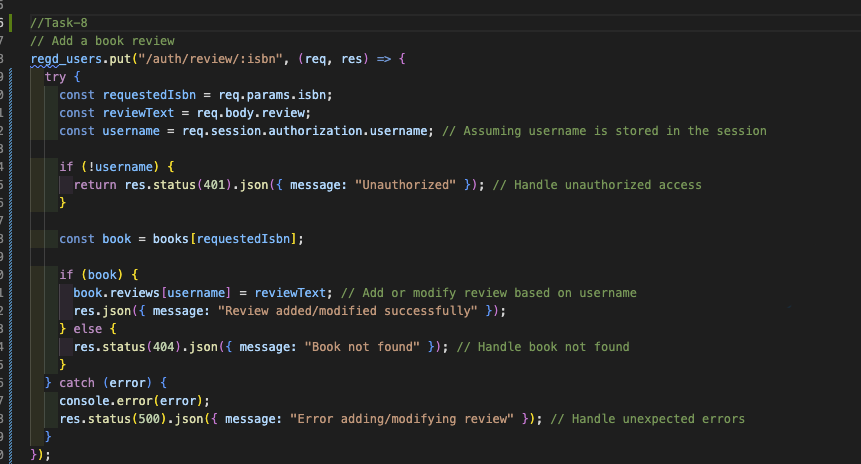 //Task-8
// Add a book review
regd_users.put("/auth/review/:isbn", (req, res) => {
try {
const requestedIsbn = req.params.isbn;
const reviewText = req.body.review;
const username = req.session.authorization.username; // Assuming username is stored in the session
if (!username) {
return res.status(401).json({ message: "Unauthorized" }); // Handle unauthorized access
}
const book = books[requestedIsbn];
if (book) {
book.reviews[username] = reviewText; // Add or modify review based on username
res.json({ message: "Review added/modified successfully" });
} else {
res.status(404).json({ message: "Book not found" }); // Handle book not found
}
} catch (error) {
console.error(error);
res.status(500).json({ message: "Error adding/modifying review" }); // Handle unexpected errors
}
});